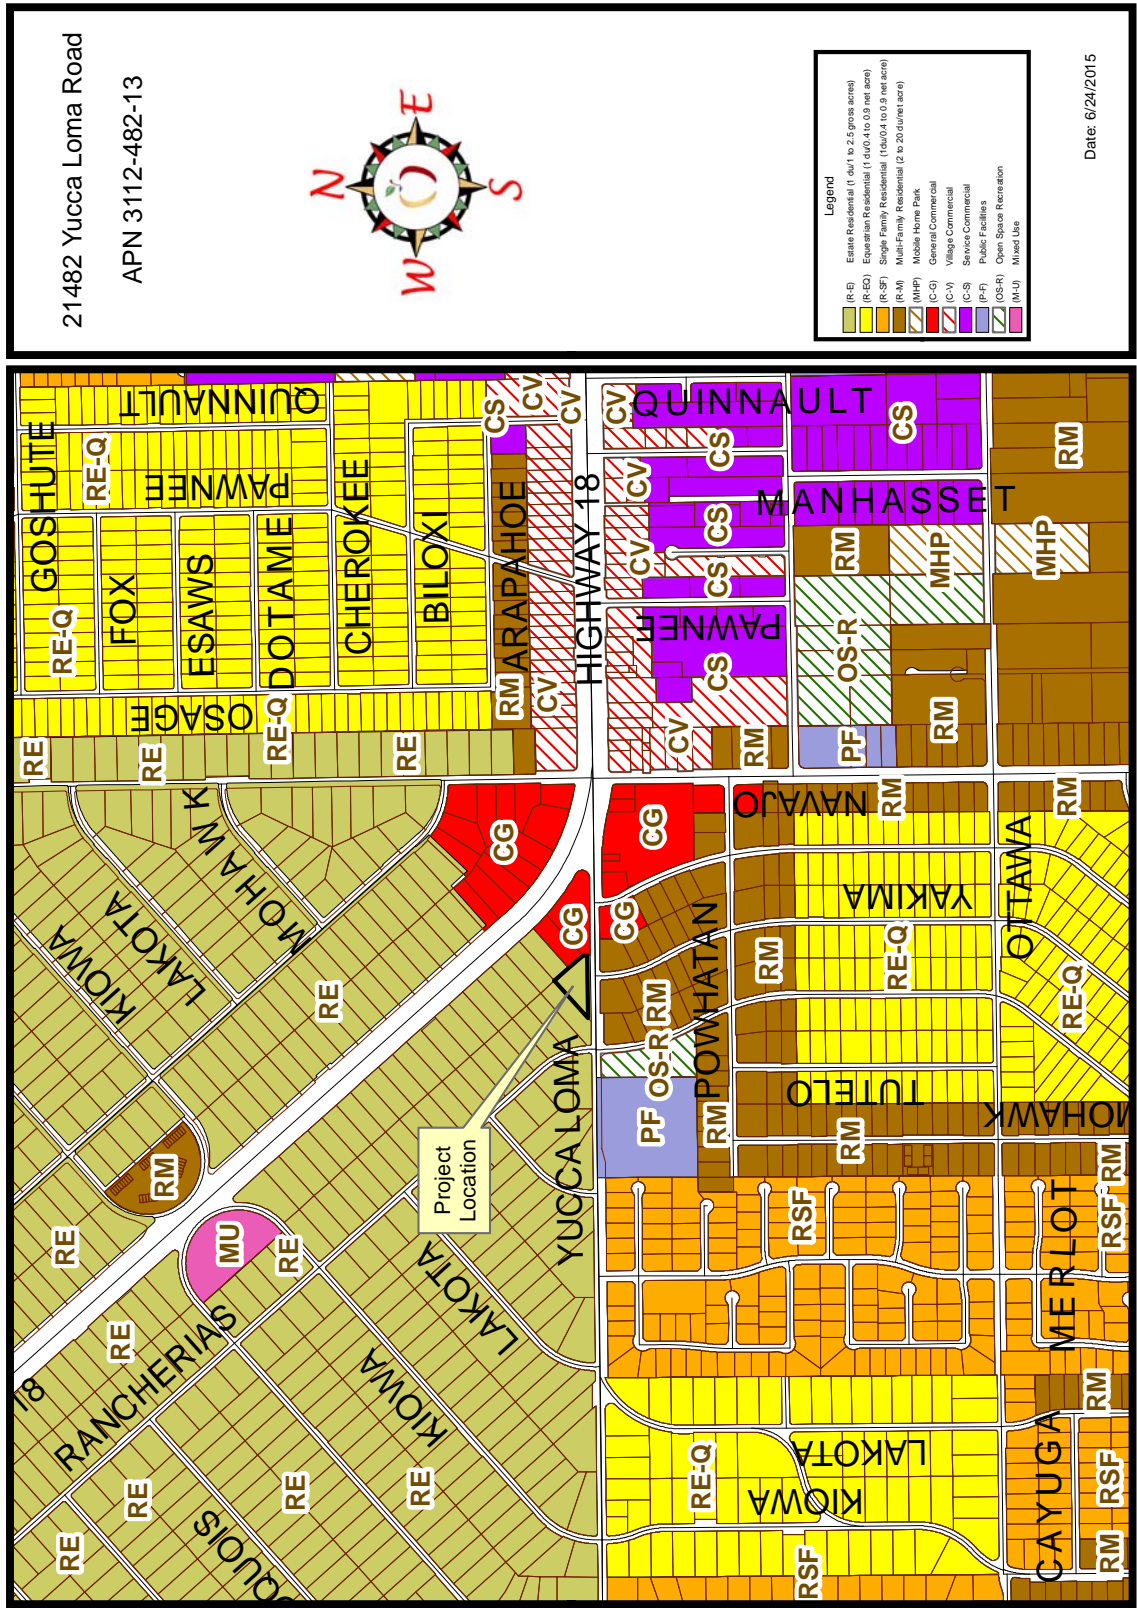 21482 Yucca Loma Road
APN 3112-482-13
N
W
E
S
Legend
(R-E) Estate Residential (1 du/1 to 2.5 gross acres)
(R-EQ) Equestrian Residential (1 du/0.4 to 0.9 net acre)
(R-SF) Single Family Residential (1du/0.4 to 0.9 net acre)
(R-M) Multi-Family Residential (2 to 20 du/net acre)
(MHP) Mobile Home Park
(C-G) General Commercial
(C-V) Village Commercial
(C-S) Service Commercial
(P-F) Public Facilities
(OS-R) Open Space Recreation
(M-U) Mixed Use
Date: 6/24/2015
GOSHUTE
QUINNAULT
RE-Q
PAWNEE
RE-Q
FOX
ESAWS
DOTAME
CHEROKEE
BILOXI
ARAPAHOE
RM
CS
CV
CV
CV
HIGHWAY 18
OSAGE
RE-Q
RE
RE
RE
CV
QUINNAULT
CV
CV
CS
CS
CS
CS
CS
CV
PAWNEE
MANHASSET
CS
RM
MHP
MHP
RM
OS-R
PF
RM
RM
MOHAWK
LAKOTA
KIOWA
RE
CG
CG
CG
CG
NAVAJO
RM
RM
YAKIMA
OTTAWA
POWHATAN
RM
RM
OS-R
RE-Q
RE-Q
YUCCA LOMA
Project
Location
PF
RM
TUTELO
RM
MOHAWK
RM
RM
MU
RE
RE
RE
18
RANCHERIAS
LAKOTA
KIOWA
RE
RE
RE
RE
QUOIS
RSF
MERLOT
RSF
RM
CAYUGA
LAKOTA
KIOWA
RE-Q
RSF
RSF
RM